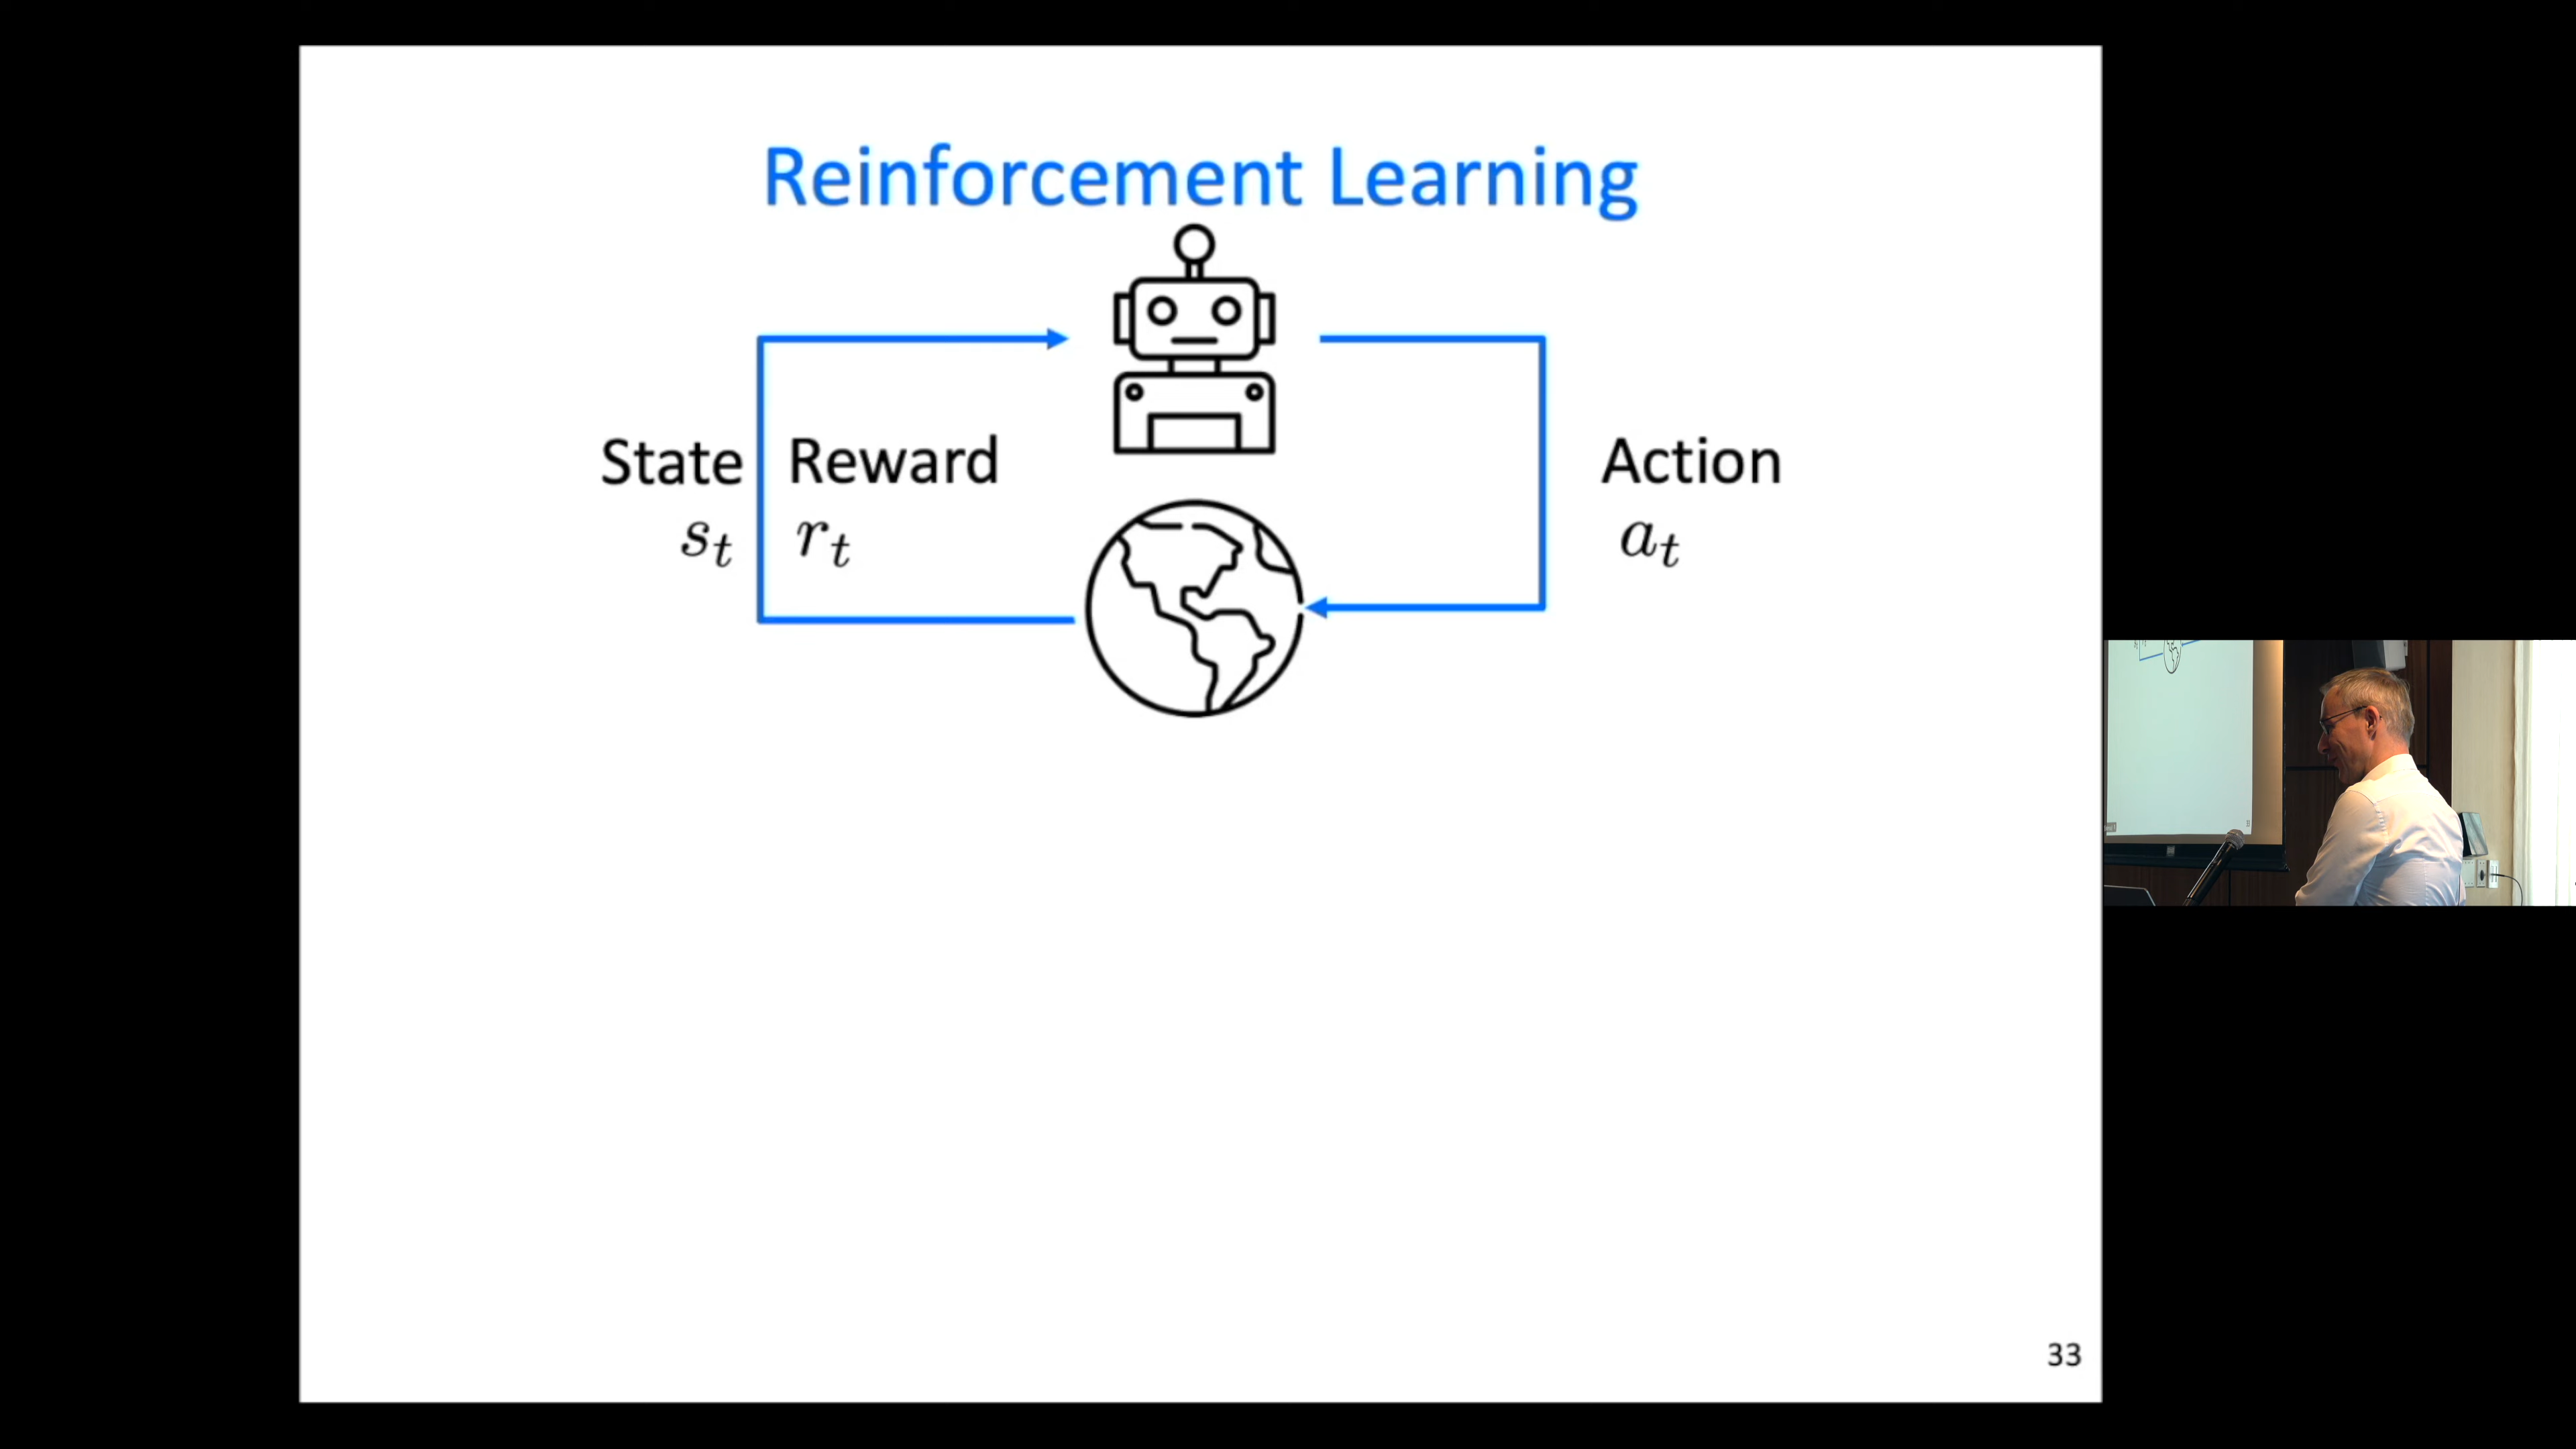 Reinforcement Learning
State Reward Action
s_t r_t a_t
33